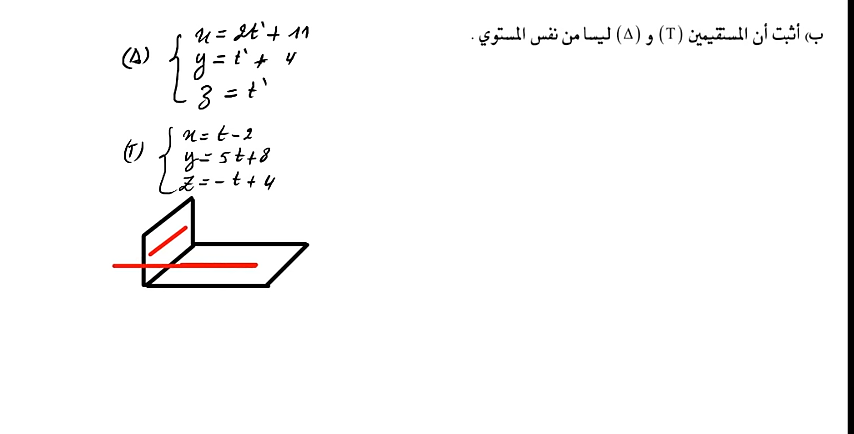 ب) أثبت أن المستقيمين (T) و (Δ) ليسا من نفس المستوي .
(Δ) { x = 2t' + 11
y = t' + 4
z = t'
(T) { x = t - 2
y = 5t + 8
z = - t + 4